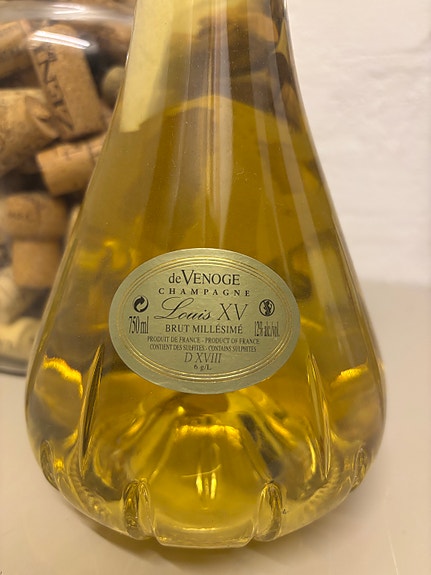 de VENOGE
CHAMPAGNE
Louis XV
750 ml
BRUT MILLÉSIMÉ
12% alc./vol.
PRODUIT DE FRANCE - PRODUCT OF FRANCE
CONTIENT DES SULFITES - CONTAINS SULPHITES
D XVIII
6 g/L